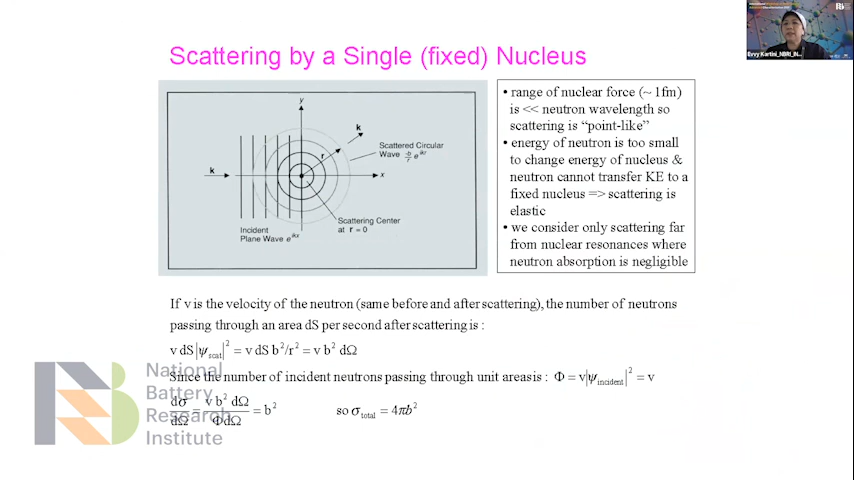 Scattering by a Single (fixed) Nucleus
y
k
Scattered Circular
Wave -b/r e^ikr
r
k
x
Scattering Center
at r = 0
Incident
Plane Wave e^ikx
• range of nuclear force (~ 1fm)
is << neutron wavelength so
scattering is “point-like”
• energy of neutron is too small
to change energy of nucleus &
neutron cannot transfer KE to a
fixed nucleus => scattering is
elastic
• we consider only scattering far
from nuclear resonances where
neutron absorption is negligible
If v is the velocity of the neutron (same before and after scattering), the number of neutrons
passing through an area dS per second after scattering is :
v dS|ψscat|² = v dS b²/r² = v b² dΩ
Since the number of incident neutrons passing through unit area is : Φ = v|ψincident|² = v
dσ/dΩ = v b² dΩ/ΦdΩ = b²
so σtotal = 4πb²
National
Battery
Research
Institute
Evvy Kartini_NBRI_IN...